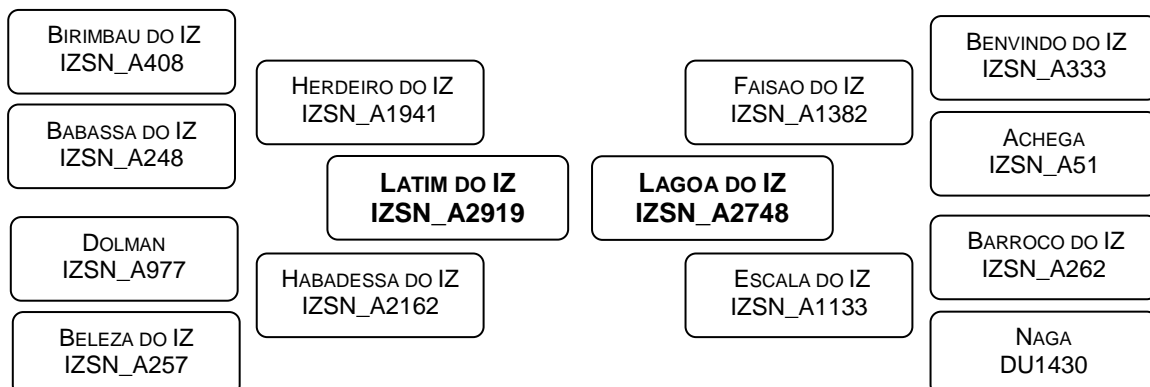 BIRIMBAU DO IZ
IZSN_A408
BABASSA DO IZ
IZSN_A248
DOLMAN
IZSN_A977
BELEZA DO IZ
IZSN_A257
HERDEIRO DO IZ
IZSN_A1941
HABADESSA DO IZ
IZSN_A2162
LATIM DO IZ
IZSN_A2919
LAGOA DO IZ
IZSN_A2748
FAISAO DO IZ
IZSN_A1382
ESCALA DO IZ
IZSN_A1133
BENVINDO DO IZ
IZSN_A333
ACHEGA
IZSN_A51
BARROCO DO IZ
IZSN_A262
NAGA
DU1430